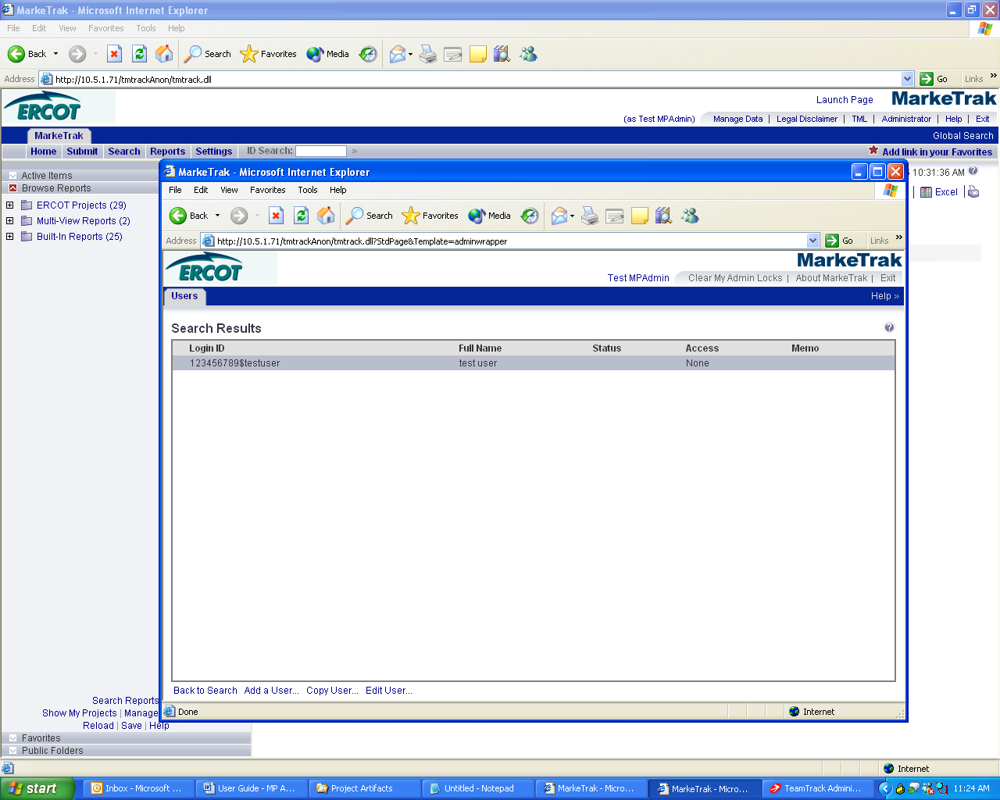 MarkeTrak - Microsoft Internet Explorer
File Edit View Favorites Tools Help
Back Search Favorites Media
Address http://10.5.1.71/tmtrackAnon/tmtrack.dll Go Links »
ERCOT Launch Page MarkeTrak
(as Test MPAdmin) Manage Data | Legal Disclaimer | TML | Administrator | Help | Exit
MarkeTrak Global Search
Home Submit Search Reports Settings ID Search: » Add link in your Favorites
Active Items 10:31:36 AM
Browse Reports Excel
ERCOT Projects (29)
Multi-View Reports (2)
Built-In Reports (25)
MarkeTrak - Microsoft Internet Explorer
File Edit View Favorites Tools Help
Back Search Favorites Media
Address http://10.5.1.71/tmtrackAnon/tmtrack.dll?StdPage&Template=adminwrapper Go Links »
ERCOT MarkeTrak
Test MPAdmin Clear My Admin Locks | About MarkeTrak | Exit
Users Help »
Search Results
Login ID Full Name Status Access Memo
123456789$testuser test user None
Back to Search Add a User... Copy User... Edit User...
Done Internet
Search Reports
Show My Projects | Manage
Reload | Save | Help
Favorites
Public Folders
Internet
start Inbox - Microsoft ... User Guide - MP A... Project Artifacts Untitled - Notepad MarkeTrak - Micro... MarkeTrak - Micro... TeamTrack Admini... 11:24 AM